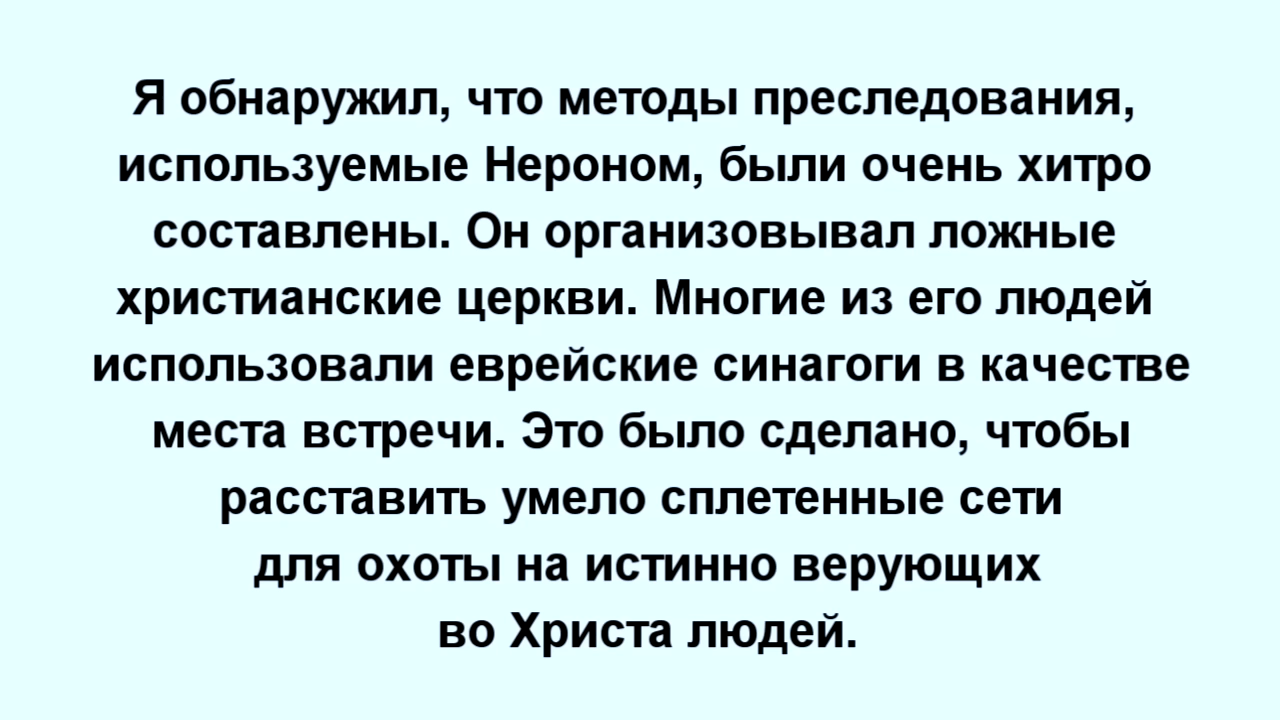 Я обнаружил, что методы преследования,
используемые Нероном, были очень хитро
составлены. Он организовывал ложные
христианские церкви. Многие из его людей
использовали еврейские синагоги в качестве
места встречи. Это было сделано, чтобы
расставить умело сплетенные сети
для охоты на истинно верующих
во Христа людей.